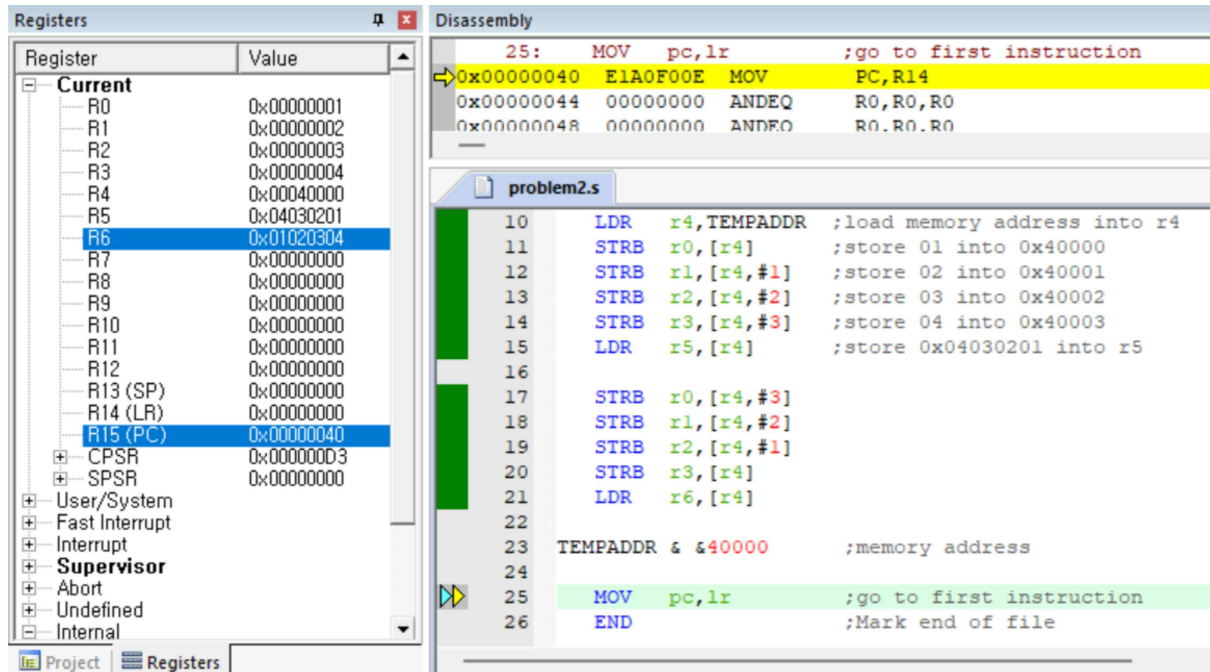 Registers
Register Value
Current
R0 0x00000001
R1 0x00000002
R2 0x00000003
R3 0x00000004
R4 0x00040000
R5 0x04030201
R6 0x01020304
R7 0x00000000
R8 0x00000000
R9 0x00000000
R10 0x00000000
R11 0x00000000
R12 0x00000000
R13 (SP) 0x00000000
R14 (LR) 0x00000000
R15 (PC) 0x00000040
CPSR 0x000000D3
SPSR 0x00000000
User/System
Fast Interrupt
Interrupt
Supervisor
Abort
Undefined
Internal
Project Registers
Disassembly
25: MOV pc,lr ;go to first instruction
0x00000040 E1A0F00E MOV PC,R14
0x00000044 00000000 ANDEQ R0,R0,R0
0x00000048 00000000 ANDEQ R0,R0,R0
problem2.s
10 LDR r4,TEMPADDR ;load memory address into r4
11 STRB r0,[r4] ;store 01 into 0x40000
12 STRB r1,[r4,#1] ;store 02 into 0x40001
13 STRB r2,[r4,#2] ;store 03 into 0x40002
14 STRB r3,[r4,#3] ;store 04 into 0x40003
15 LDR r5,[r4] ;store 0x04030201 into r5
16
17 STRB r0,[r4,#3]
18 STRB r1,[r4,#2]
19 STRB r2,[r4,#1]
20 STRB r3,[r4]
21 LDR r6,[r4]
22
23 TEMPADDR & &40000 ;memory address
24
25 MOV pc,lr ;go to first instruction
26 END ;Mark end of file